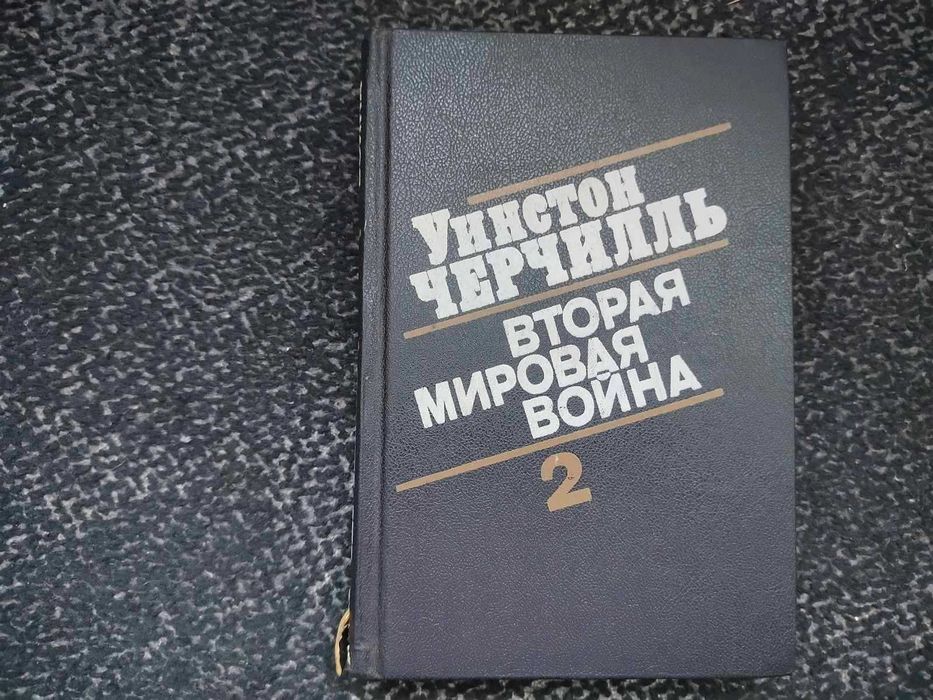 Уинстон
ЧЕРЧИЛЛЬ
ВТОРАЯ
МИРОВАЯ
ВОЙНА
2